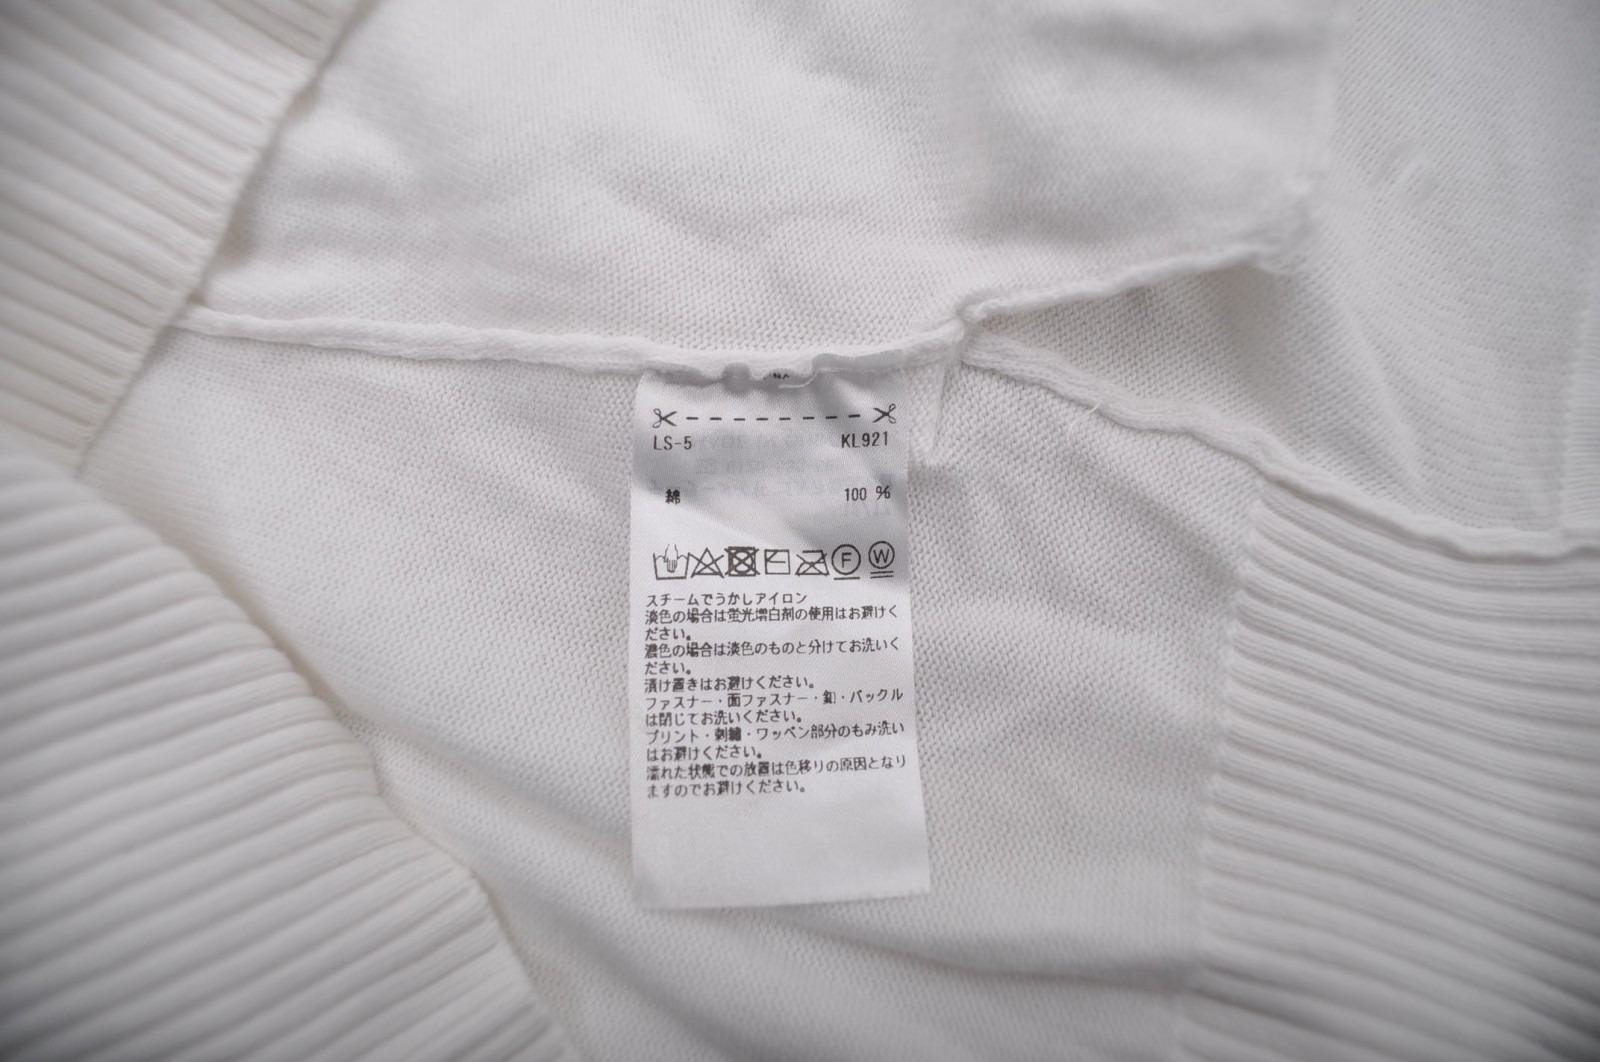 LS-5 KL921
綿 100 %
F W
スチームでうかしアイロン
淡色の場合は蛍光増白剤の使用はお避けく
ださい。
濃色の場合は淡色のものと分けてお洗いく
ださい。
漬け置きはお避けください。
ファスナー・面ファスナー・釦・バックル
は閉じてお洗いください。
プリント・刺繡・ワッペン部分のもみ洗い
はお避けください。
濡れた状態での放置は色移りの原因となり
ますのでお避けください。